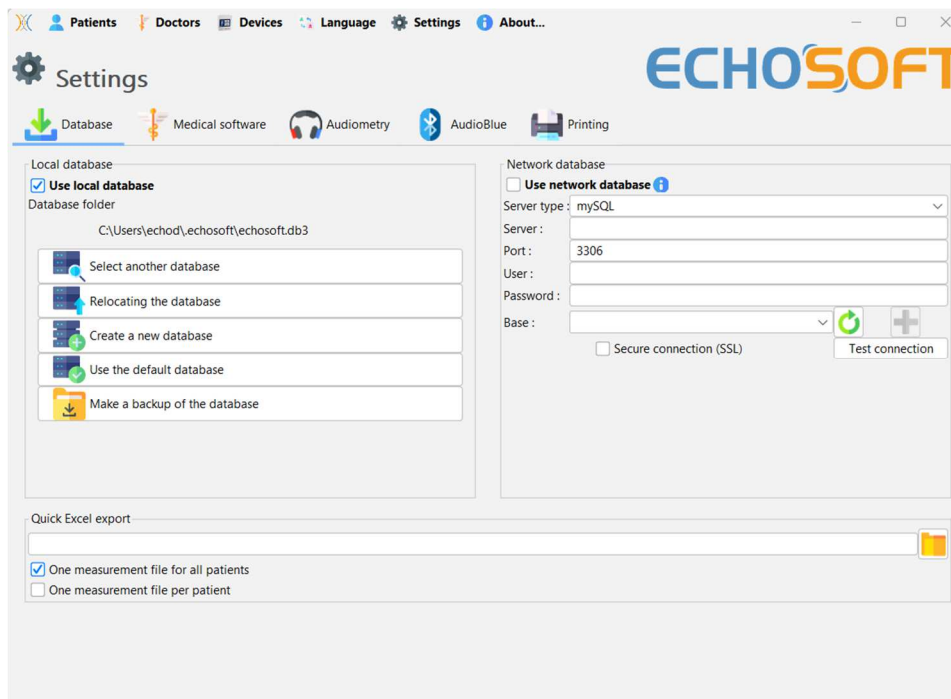 Patients Doctors Devices Language Settings About...
Settings
ECHOSOFT
Database Medical software Audiometry AudioBlue Printing
Local database
Use local database
Database folder
C:\Users\echod\.echosoft\echosoft.db3
Select another database
Relocating the database
Create a new database
Use the default database
Make a backup of the database
Network database
Use network database
Server type : mySQL
Server :
Port : 3306
User :
Password :
Base :
Secure connection (SSL) Test connection
Quick Excel export
One measurement file for all patients
One measurement file per patient